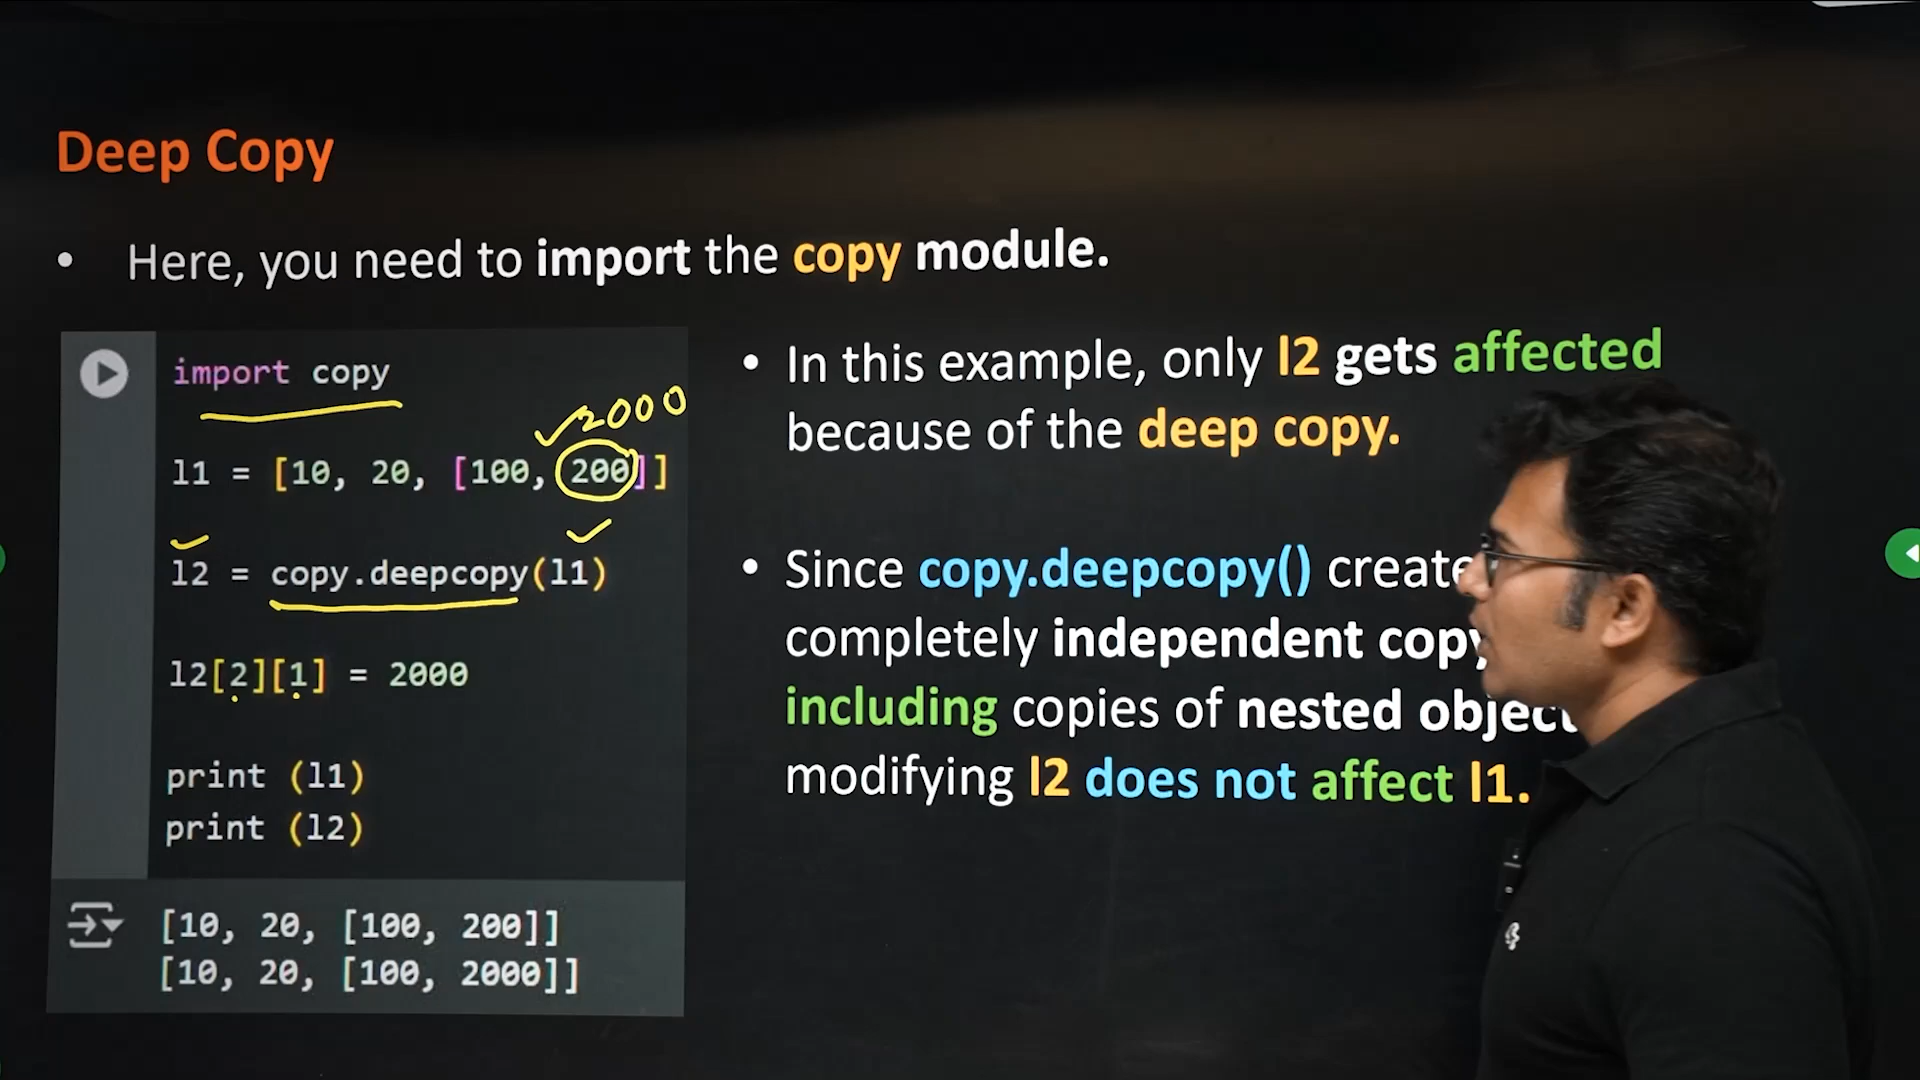 Deep Copy
• Here, you need to import the copy module.
import copy
2000
l1 = [10, 20, [100, 200]]
l2 = copy.deepcopy(l1)
l2[2][1] = 2000
print (l1)
print (l2)
[10, 20, [100, 200]]
[10, 20, [100, 2000]]
• In this example, only l2 gets affected
because of the deep copy.
• Since copy.deepcopy()
completely independent copy
including copies of nested
modifying l2 does not affect l1.